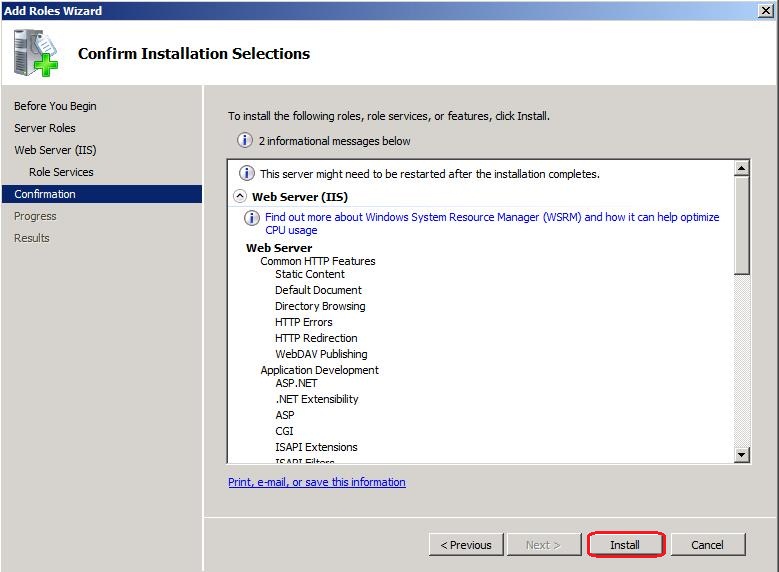 Add Roles Wizard
Confirm Installation Selections
Before You Begin
Server Roles
Web Server (IIS)
Role Services
Confirmation
Progress
Results
To install the following roles, role services, or features, click Install.
2 informational messages below
This server might need to be restarted after the installation completes.
Web Server (IIS)
Find out more about Windows System Resource Manager (WSRM) and how it can help optimize
CPU usage
Web Server
Common HTTP Features
Static Content
Default Document
Directory Browsing
HTTP Errors
HTTP Redirection
WebDAV Publishing
Application Development
ASP.NET
.NET Extensibility
ASP
CGI
ISAPI Extensions
ISAPI Filters
Print, e-mail, or save this information
< Previous
Next >
Install
Cancel